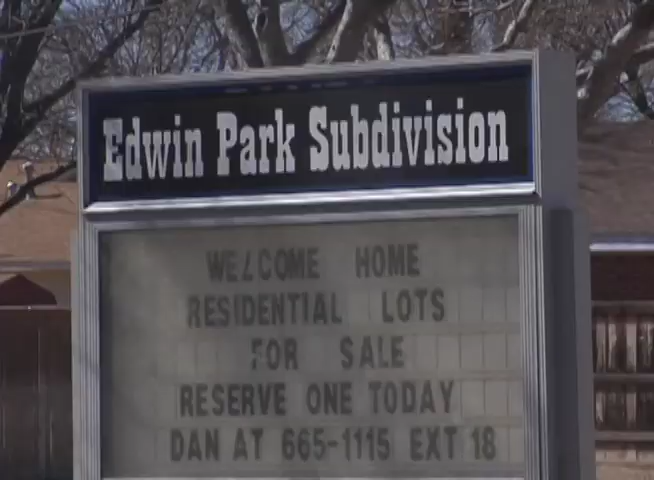 Edwin Park Subdivision
WELCOME HOME
RESIDENTIAL LOTS
FOR SALE
RESERVE ONE TODAY
DAN AT 665-1115 EXT 18